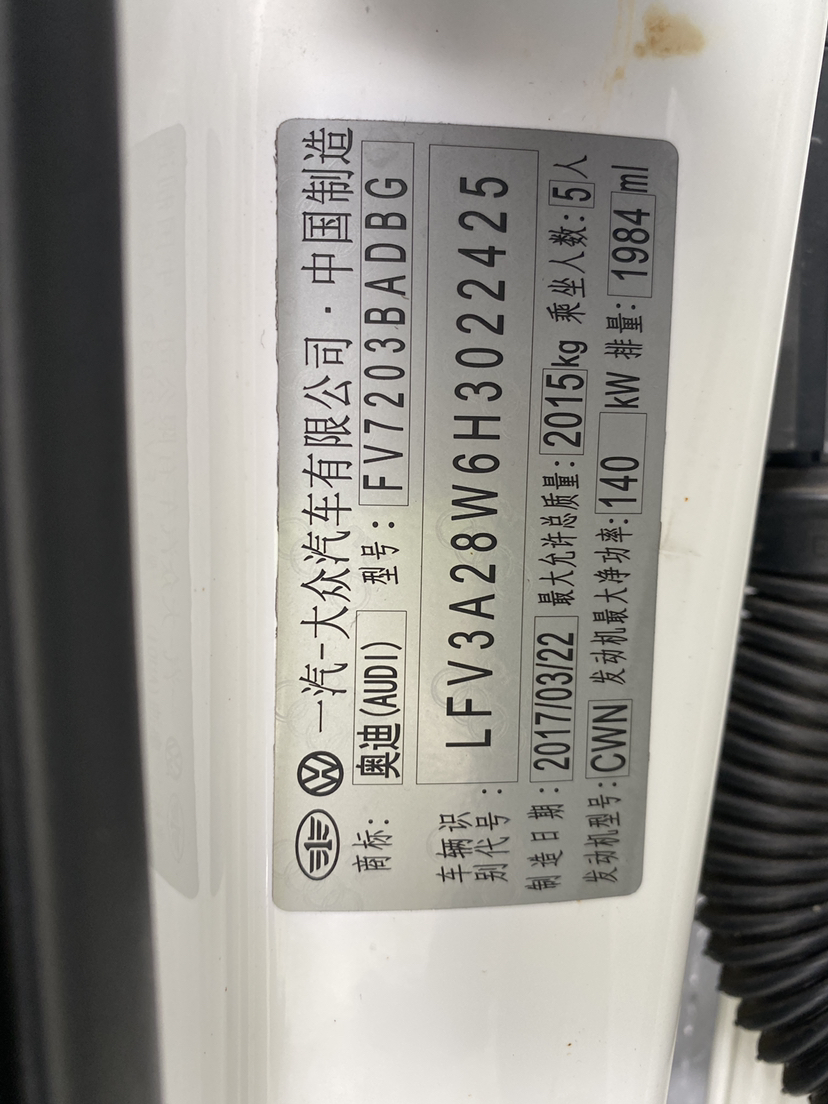 一汽-大众汽车有限公司·中国制造
商标: 奥迪(AUDI) 型号: FV7203BADBG
车辆识别代号: LFV3A28W6H3022425
制造日期: 2017/03/22 最大允许总质量: 2015kg 乘坐人数: 5人
发动机型号: CWN 发动机最大净功率: 140 kW 排量: 1984 ml